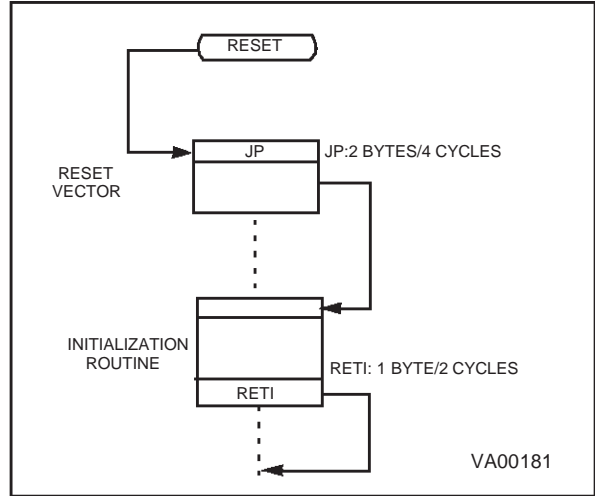 RESET
JP
JP:2 BYTES/4 CYCLES
RESET
VECTOR
INITIALIZATION
ROUTINE
RETI: 1 BYTE/2 CYCLES
RETI
VA00181